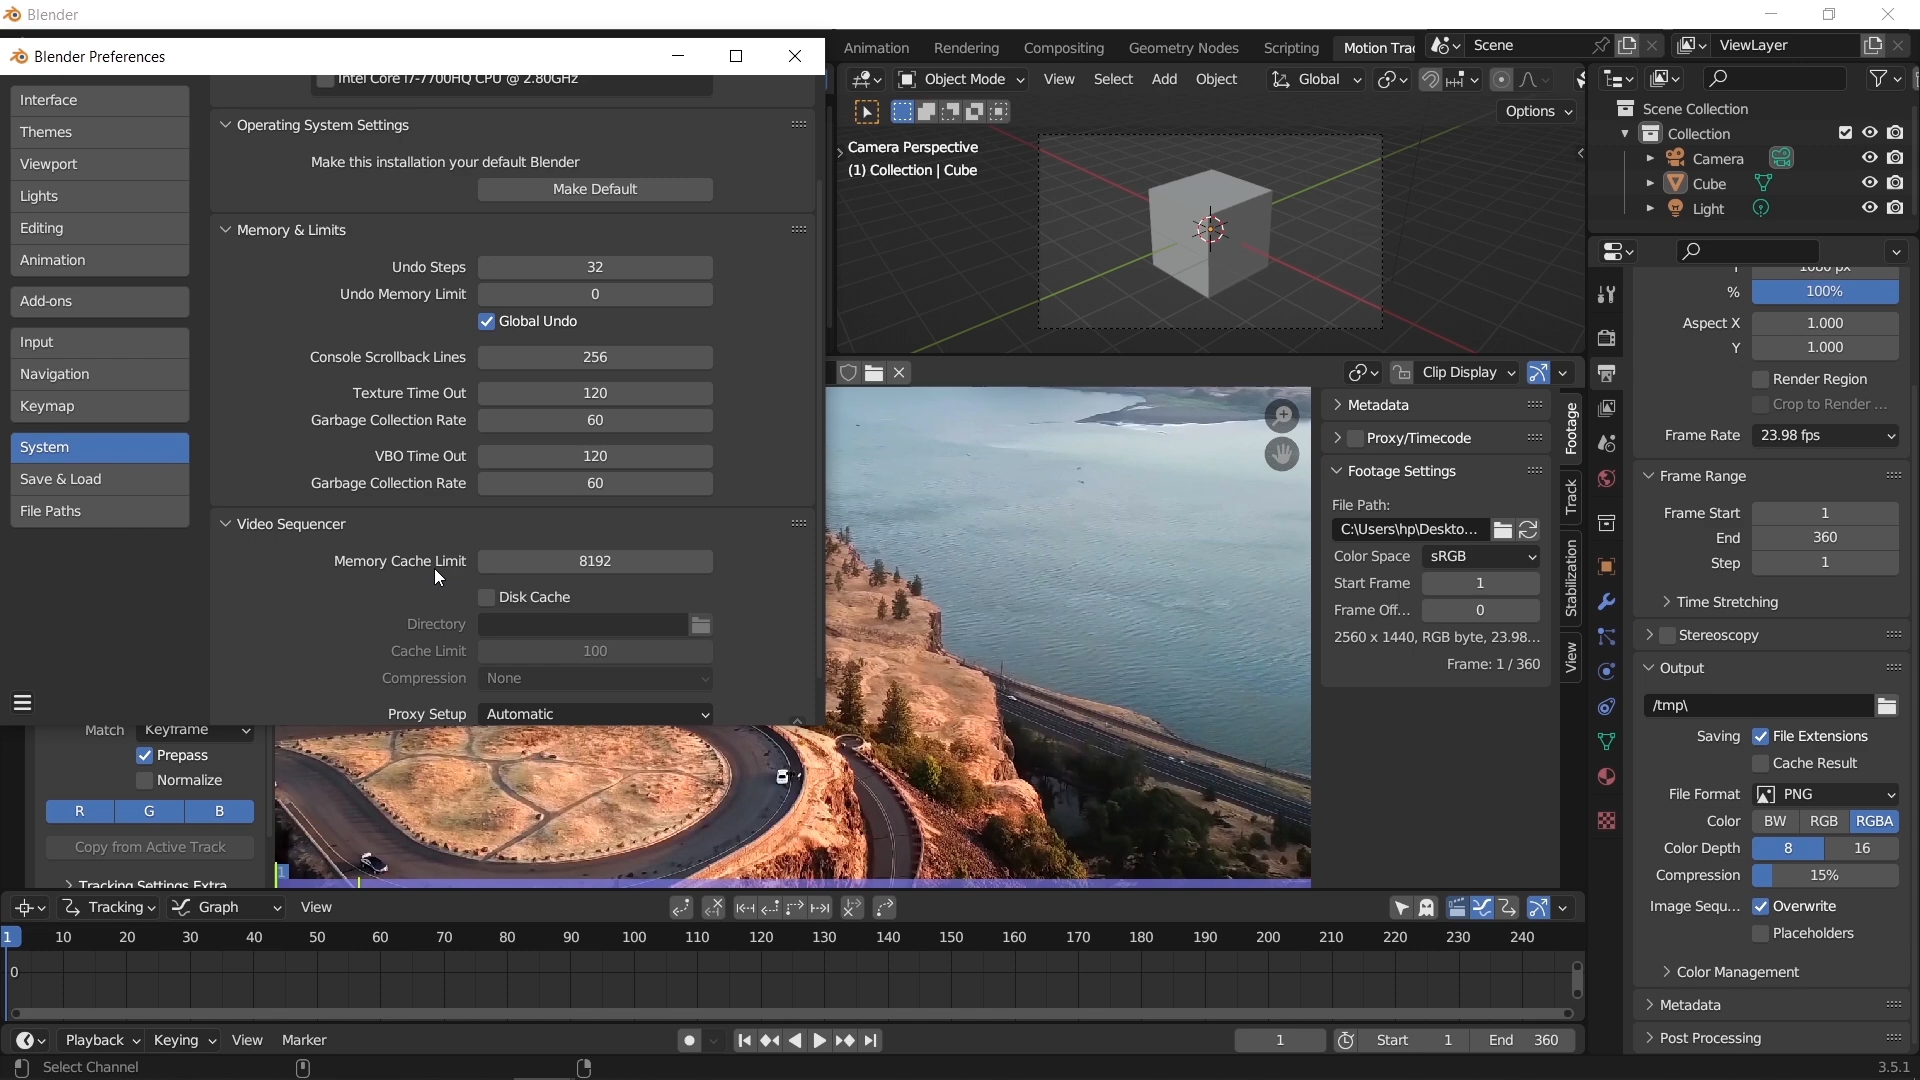 Blender
Blender Preferences
Intel Core i7-7700HQ CPU @ 2.80GHz
Interface
Themes
Viewport
Lights
Editing
Animation
Add-ons
Input
Navigation
Keymap
System
Save & Load
File Paths
Operating System Settings
Make this installation your default Blender
Make Default
Memory & Limits
Undo Steps 32
Undo Memory Limit 0
Global Undo
Console Scrollback Lines 256
Texture Time Out 120
Garbage Collection Rate 60
VBO Time Out 120
Garbage Collection Rate 60
Video Sequencer
Memory Cache Limit 8192
Disk Cache
Directory
Cache Limit 100
Compression None
Proxy Setup Automatic
Match Keyframe
Prepass
Normalize
R G B
Copy from Active Track
Tracking Settings Extra
Animation Rendering Compositing Geometry Nodes Scripting Motion Trac
Scene
ViewLayer
Object Mode View Select Add Object Global
Options
Camera Perspective
(1) Collection | Cube
Clip Display
Metadata
Proxy/Timecode
Footage Settings
File Path:
C:\Users\hp\Deskto...
Color Space sRGB
Start Frame 1
Frame Off... 0
2560 x 1440, RGB byte, 23.98...
Frame: 1 / 360
Footage
Track
Stabilization
View
Scene Collection
Collection
Camera
Cube
Light
Y 1080 px
% 100%
Aspect X 1.000
Y 1.000
Render Region
Crop to Render ...
Frame Rate 23.98 fps
Frame Range
Frame Start 1
End 360
Step 1
Time Stretching
Stereoscopy
Output
/tmp\
Saving File Extensions
Cache Result
File Format PNG
Color BW RGB RGBA
Color Depth 8 16
Compression 15%
Image Sequ... Overwrite
Placeholders
Color Management
Metadata
Post Processing
1
Tracking Graph View
1 10 20 30 40 50 60 70 80 90 100 110 120 130 140 150 160 170 180 190 200 210 220 230 240
0
Playback Keying View Marker
1 Start 1 End 360
Select Channel
3.5.1